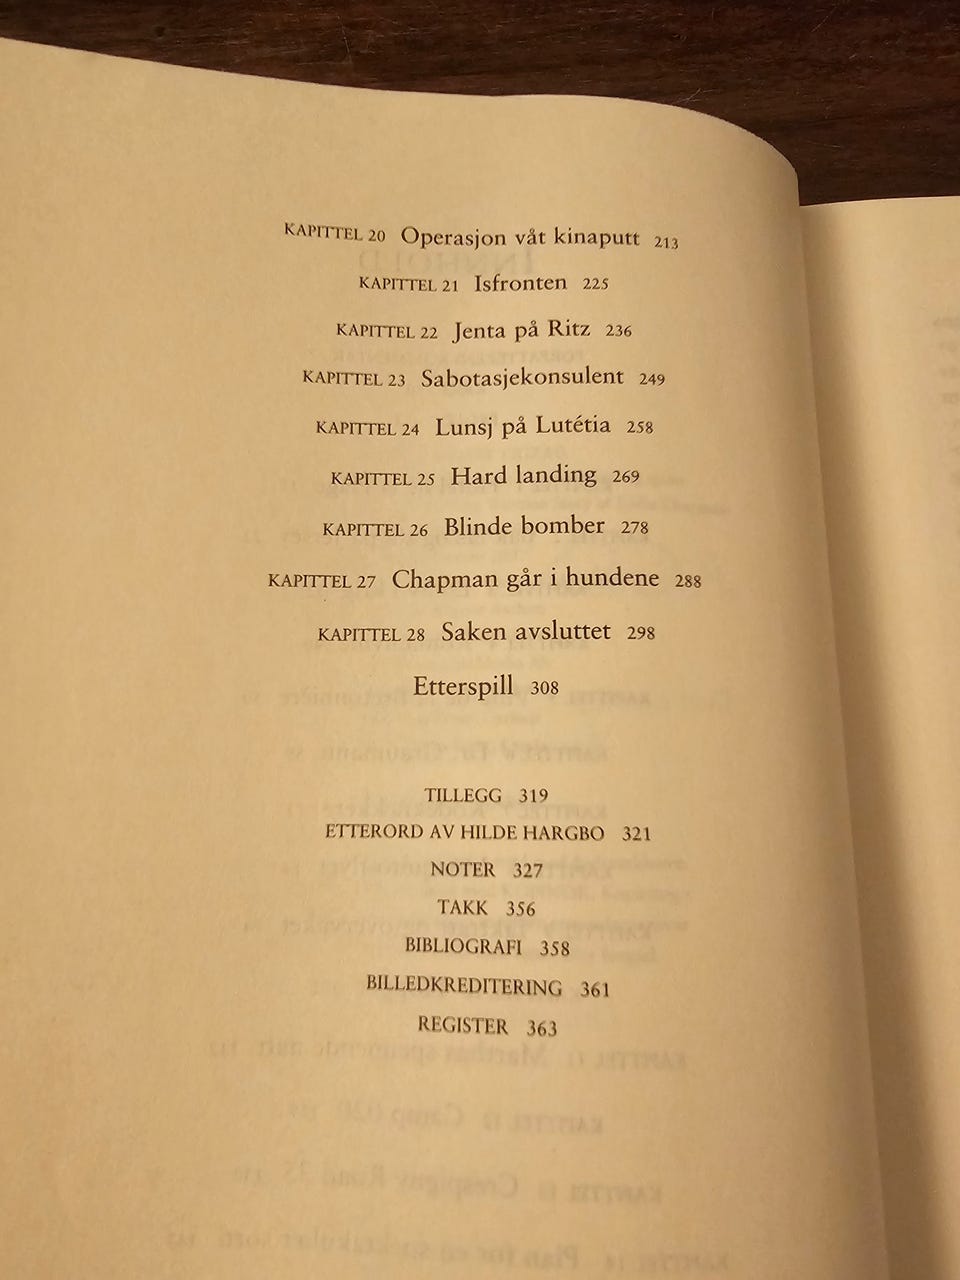 KAPITTEL 20 Operasjon våt kinaputt 213
KAPITTEL 21 Isfronten 225
KAPITTEL 22 Jenta på Ritz 236
KAPITTEL 23 Sabotasjekonsulent 249
KAPITTEL 24 Lunsj på Lutétia 258
KAPITTEL 25 Hard landing 269
KAPITTEL 26 Blinde bomber 278
KAPITTEL 27 Chapman går i hundene 288
KAPITTEL 28 Saken avsluttet 298
Etterspill 308
TILLEGG 319
ETTERORD AV HILDE HARGBO 321
NOTER 327
TAKK 356
BIBLIOGRAFI 358
BILLEDKREDITERING 361
REGISTER 363